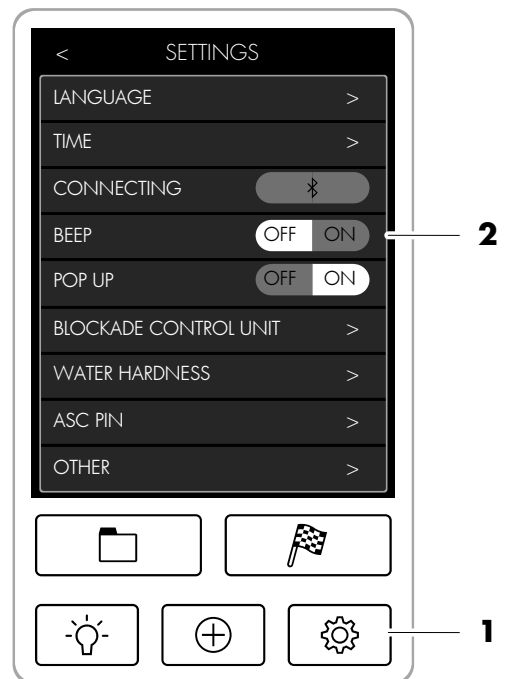 < SETTINGS
LANGUAGE >
TIME >
CONNECTING
BEEP OFF ON
2
POP UP OFF ON
BLOCKADE CONTROL UNIT >
WATER HARDNESS >
ASC PIN >
OTHER >
1